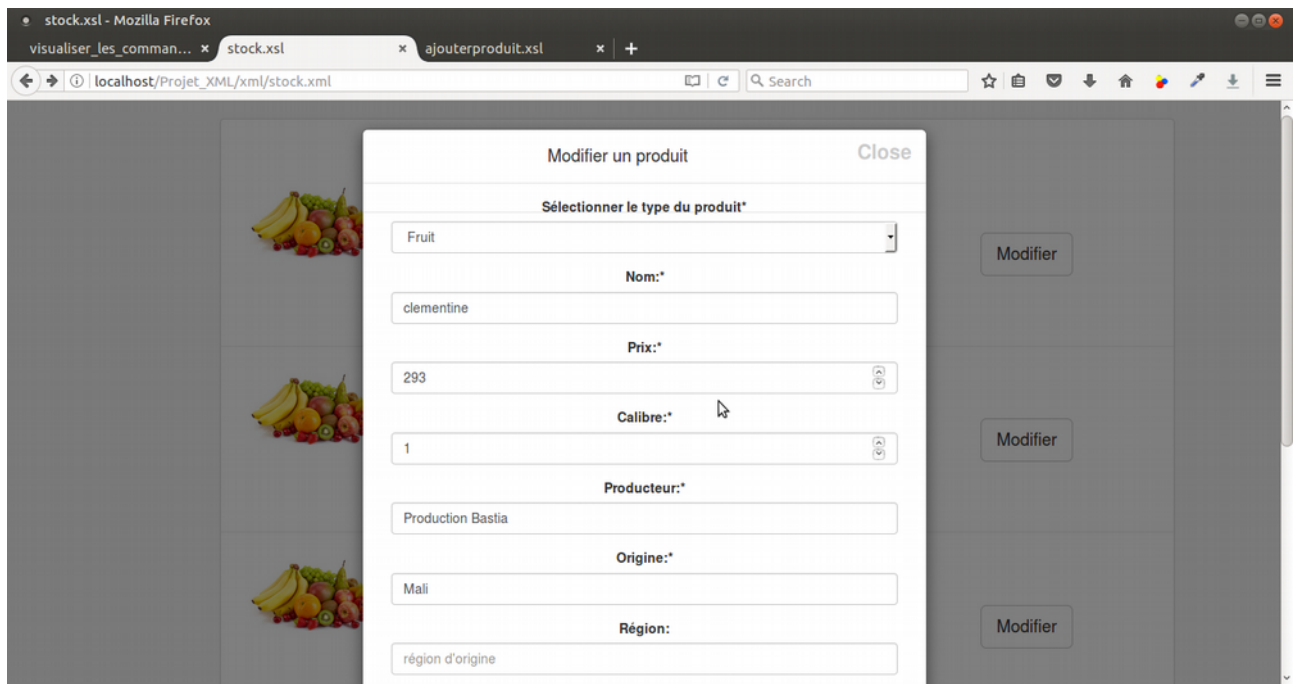 stock.xsl - Mozilla Firefox
visualiser_les_comman... × stock.xsl × ajouterproduit.xsl × +
localhost/Projet_XML/xml/stock.xml Search
Modifier un produit Close
Sélectionner le type du produit*
Fruit
Modifier
Nom:*
clementine
Prix:*
293
Calibre:*
Modifier
1
Producteur:*
Production Bastia
Origine:*
Mali
Région:
Modifier
région d'origine